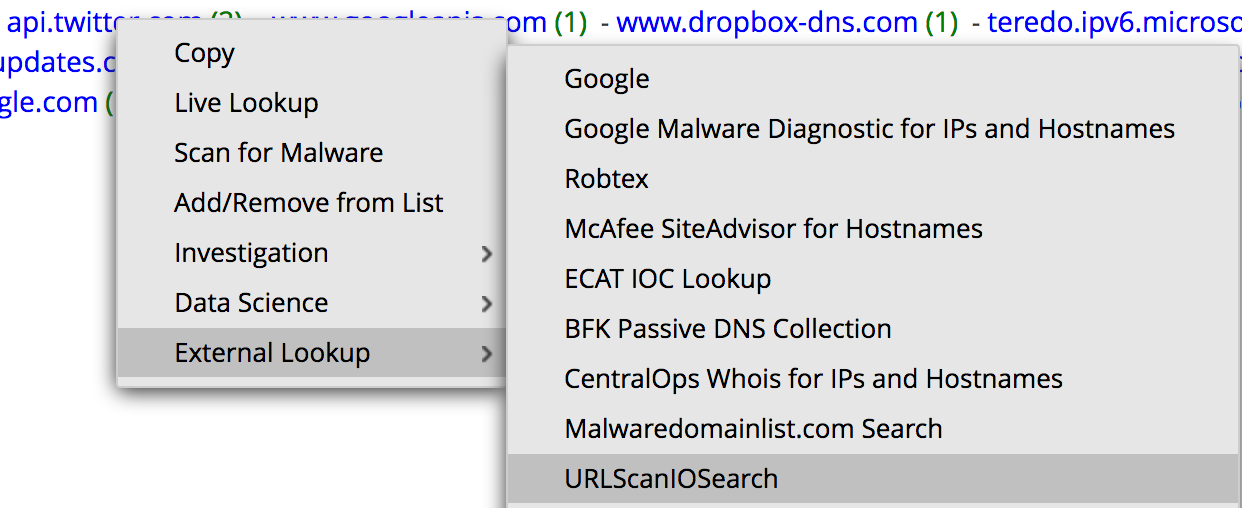 api.twitter.com (2) - www.googleapis.com (1) - www.dropbox-dns.com (1) - teredo.ipv6.microso
updates.c
gle.com (
Copy
Live Lookup
Scan for Malware
Add/Remove from List
Investigation
Data Science
External Lookup
Google
Google Malware Diagnostic for IPs and Hostnames
Robtex
McAfee SiteAdvisor for Hostnames
ECAT IOC Lookup
BFK Passive DNS Collection
CentralOps Whois for IPs and Hostnames
Malwaredomainlist.com Search
URLScanIOSearch